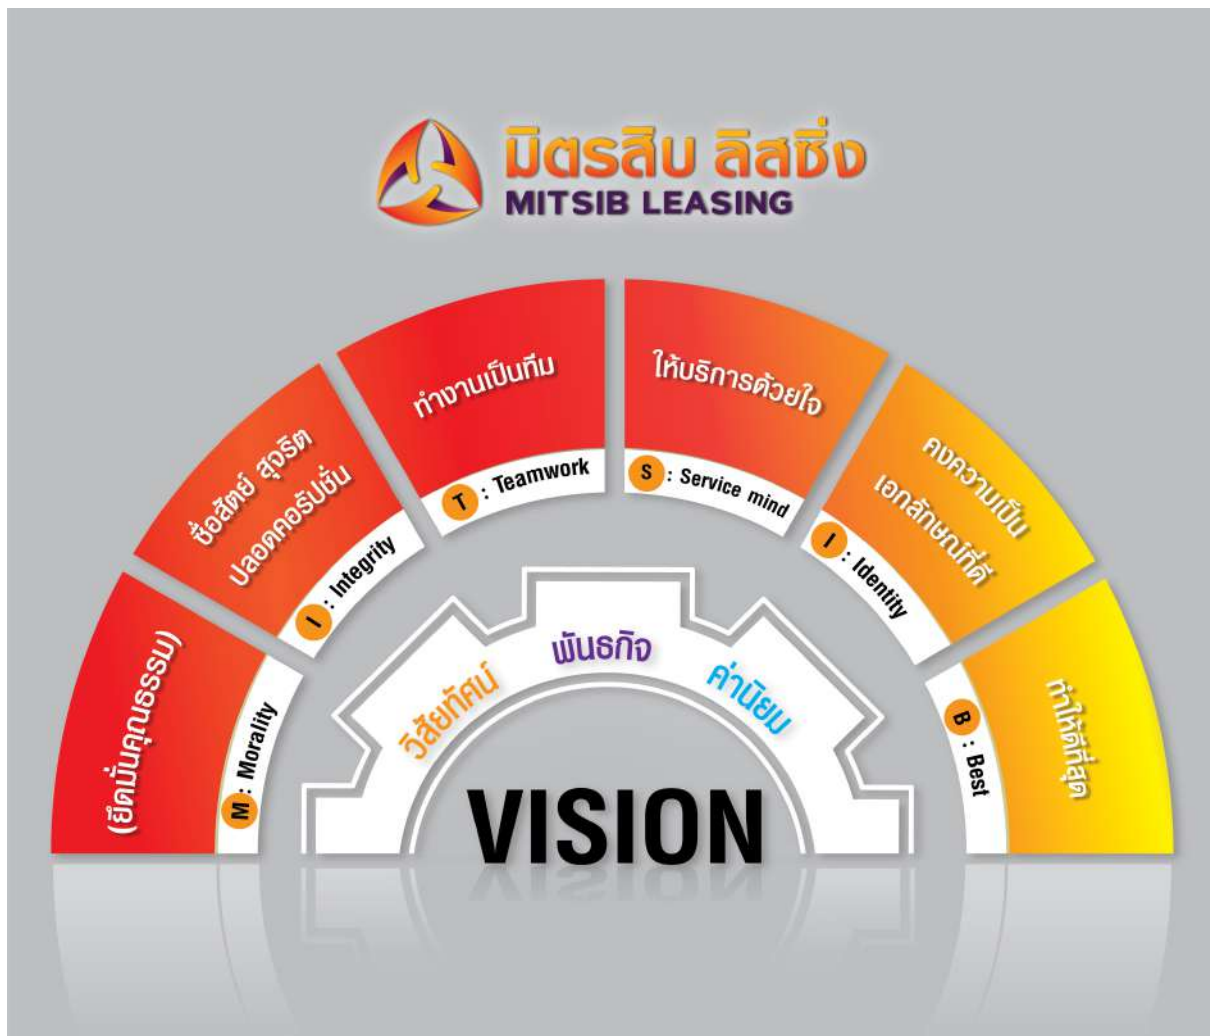 มิตรสิบ ลิสซิ่ง
MITSIB LEASING
(ยึดมั่นคุณธรรม)
M : Morality
ซื่อสัตย์ สุจริต
ปลอดคอรัปชั่น
I : Integrity
ทำงานเป็นทีม
T : Teamwork
ให้บริการด้วยใจ
S : Service mind
คงความเป็น
เอกลักษณ์ที่ดี
I : Identity
ทำให้ดีที่สุด
B : Best
วิสัยทัศน์
พันธกิจ
ค่านิยม
VISION